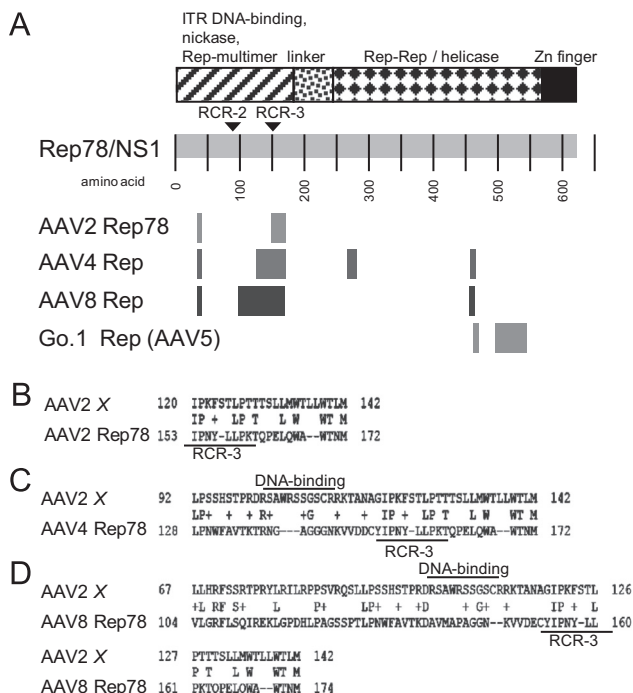 A
ITR DNA-binding,
nickase,
Rep-multimer linker Rep-Rep / helicase Zn finger
RCR-2 RCR-3
Rep78/NS1
amino acid 0 100 200 300 400 500 600
AAV2 Rep78
AAV4 Rep
AAV8 Rep
Go.1 Rep (AAV5)
B
AAV2 X 120 IPKFSTLPTTTSLLMWTLLWTLM 142
IP + LP T L W WT M
AAV2 Rep78 153 IPNY-LLPKTQPELQWA--WTNM 172
RCR-3
C
DNA-binding
AAV2 X 92 LPSSHSTPRDRSAWRSSGSCRRKTANAGIPKFSTLPTTTSLLMWTLLWTLM 142
LP+ + + R+ +G + + IP + LP T L W WT M
AAV4 Rep78 128 LPNWFAVTKTRNG---AGGGNKVVDDCYIPNY-LLPKTQPELQWA--WTNM 172
RCR-3
D
DNA-binding
AAV2 X 67 LLHRFSSRTPRYLRILRPPSVRQSLLPSSHSTPRDRSAWRSSGSCRRKTANAGIPKFSTL 126
+L RF S+ L P+ LP+ + +D + G+ + IP + L
AAV8 Rep78 104 VLGRFLSQIREKLGPDHLPAGSSPTLPNWFAVTKDAVMAPAGGN--KVVDECYIPNY-LL 160
RCR-3
AAV2 X 127 PTTTSLLMWTLLWTLM 142
P T L W WT M
AAV8 Rep78 161 PKTQPELQWA--WTNM 174